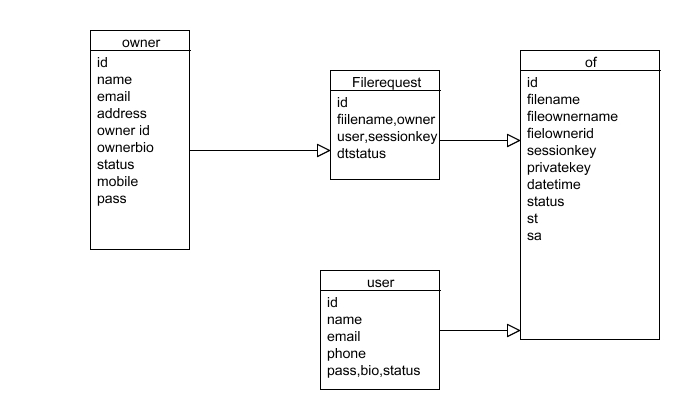 owner
id
name
email
address
owner id
ownerbio
status
mobile
pass
Filerequest
id
fiilename,owner
user,sessionkey
dtstatus
of
id
filename
fileownername
fielownerid
sessionkey
privatekey
datetime
status
st
sa
user
id
name
email
phone
pass,bio,status